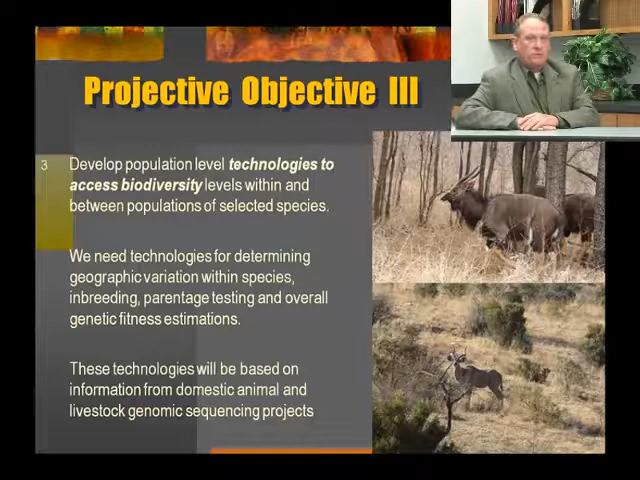 Projective Objective III
3 Develop population level technologies to
access biodiversity levels within and
between populations of selected species.
We need technologies for determining
geographic variation within species,
inbreeding, parentage testing and overall
genetic fitness estimations.
These technologies will be based on
information from domestic animal and
livestock genomic sequencing projects